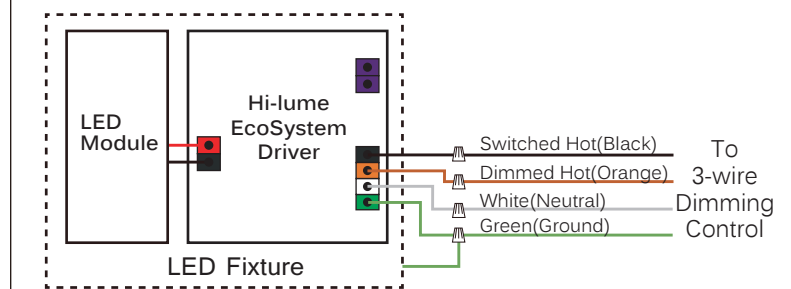 LED
Module
Hi-lume
EcoSystem
Driver
LED Fixture
Switched Hot(Black)
Dimmed Hot(Orange)
White(Neutral)
Green(Ground)
To
3-wire
Dimming
Control